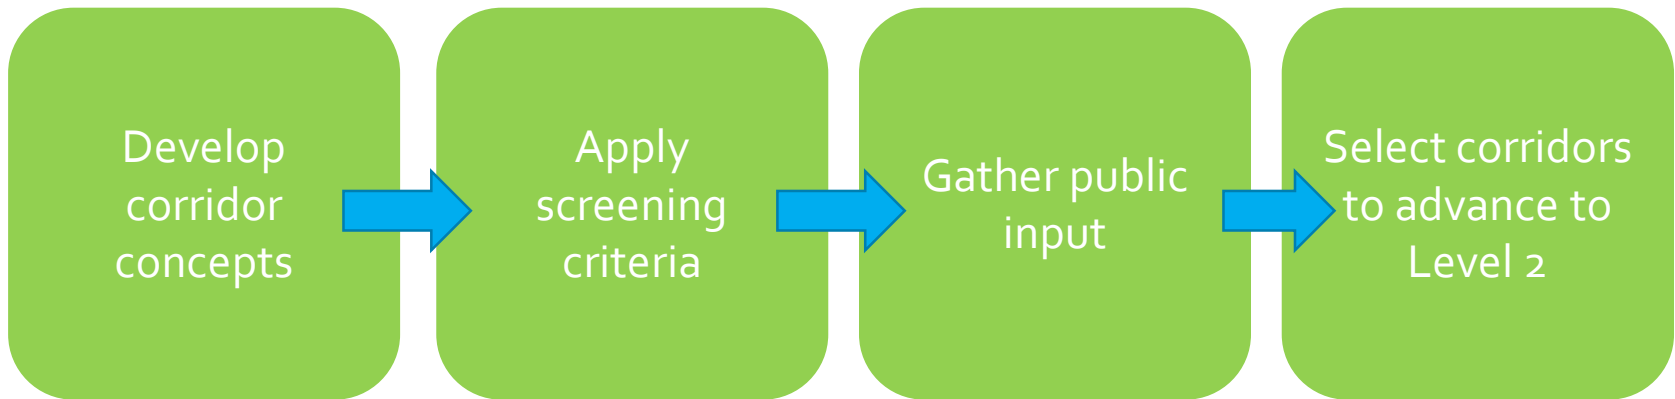 Develop
corridor
concepts
Apply
screening
criteria
Gather public
input
Select corridors
to advance to
Level 2